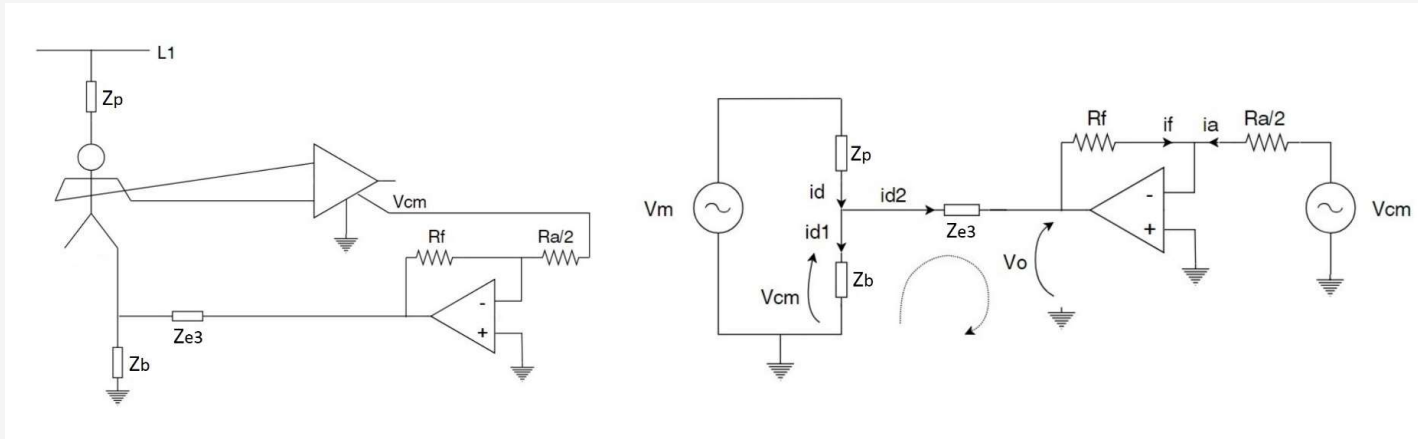 L1
Zp
Vcm
Rf
Ra/2
-
+
Ze3
Zb
Vm
Zp
id
id2
id1
Ze3
Vcm
Zb
Vo
Rf
if
ia
Ra/2
-
+
Vcm